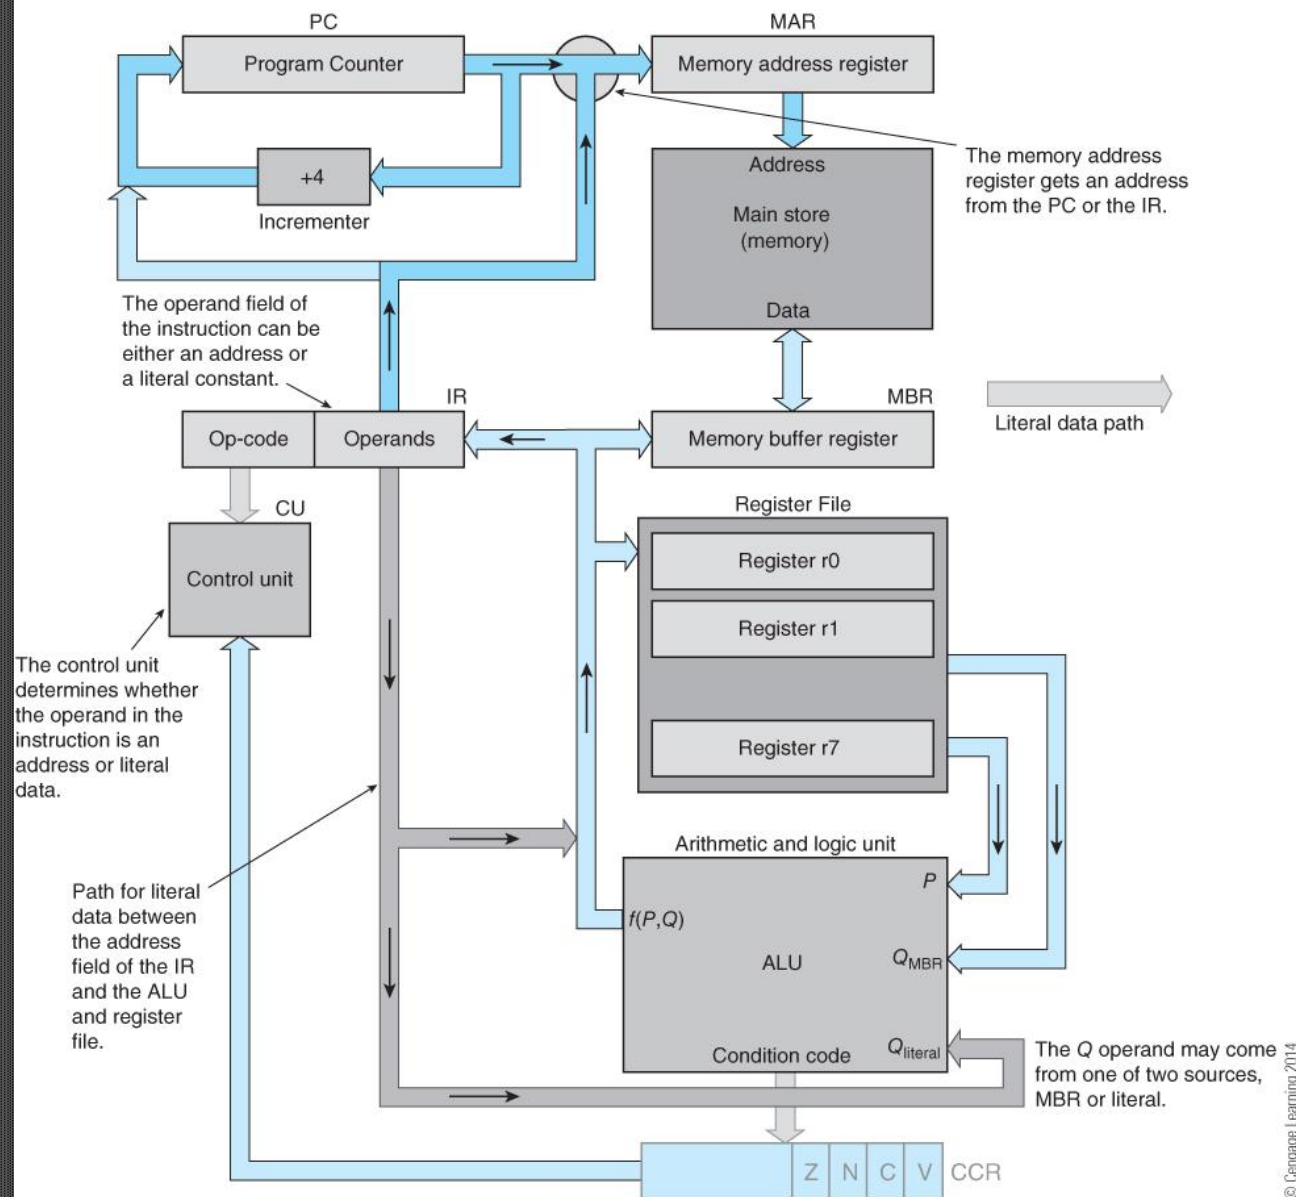 PC
MAR
Program Counter
Memory address register
+4
Incrementer
The memory address
register gets an address
from the PC or the IR.
Address
Main store
(memory)
Data
The operand field of
the instruction can be
either an address or
a literal constant.
IR
MBR
Op-code
Operands
Memory buffer register
Literal data path
CU
Control unit
Register File
Register r0
Register r1
Register r7
The control unit
determines whether
the operand in the
instruction is an
address or literal
data.
Arithmetic and logic unit
P
f(P,Q)
ALU
QMBR
Qliteral
Condition code
Path for literal
data between
the address
field of the IR
and the ALU
and register
file.
The Q operand may come
from one of two sources,
MBR or literal.
Z
N
C
V
CCR
© Cengage Learning 2014